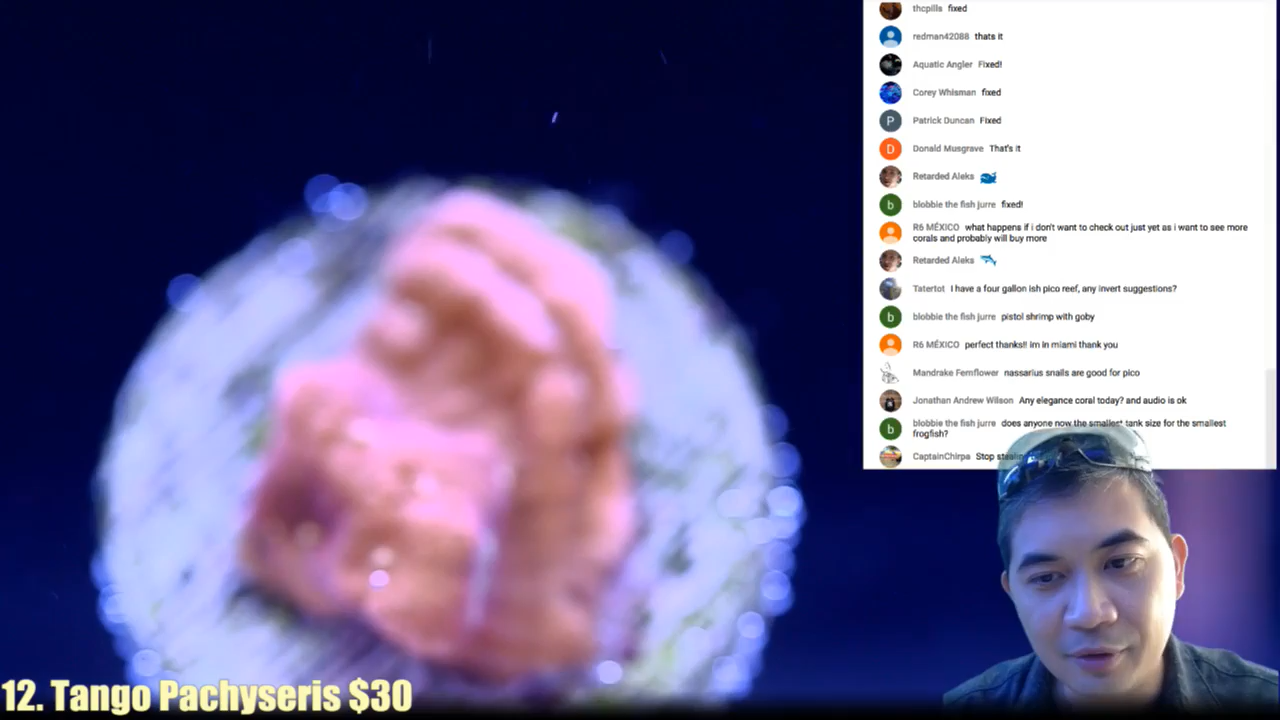 thcpills fixed
redman42088 thats it
Aquatic Angler Fixed!
Corey Whisman fixed
P
Patrick Duncan Fixed
D
Donald Musgrave That's it
Retarded Aleks
b
blobbie the fish jurre fixed!
R6 MÉXICO what happens if i don't want to check out just yet as i want to see more
corals and probably will buy more
Retarded Aleks
Tatertot I have a four gallon ish pico reef, any invert suggestions?
b
blobbie the fish jurre pistol shrimp with goby
R6 MÉXICO perfect thanks!! im in miami thank you
Mandrake Fernflower nassarius snails are good for pico
Jonathan Andrew Wilson Any elegance coral today? and audio is ok
b
blobbie the fish jurre does anyone now the smallest tank size for the smallest
frogfish?
CaptainChirpa Stop
12. Tango Pachyseris $30